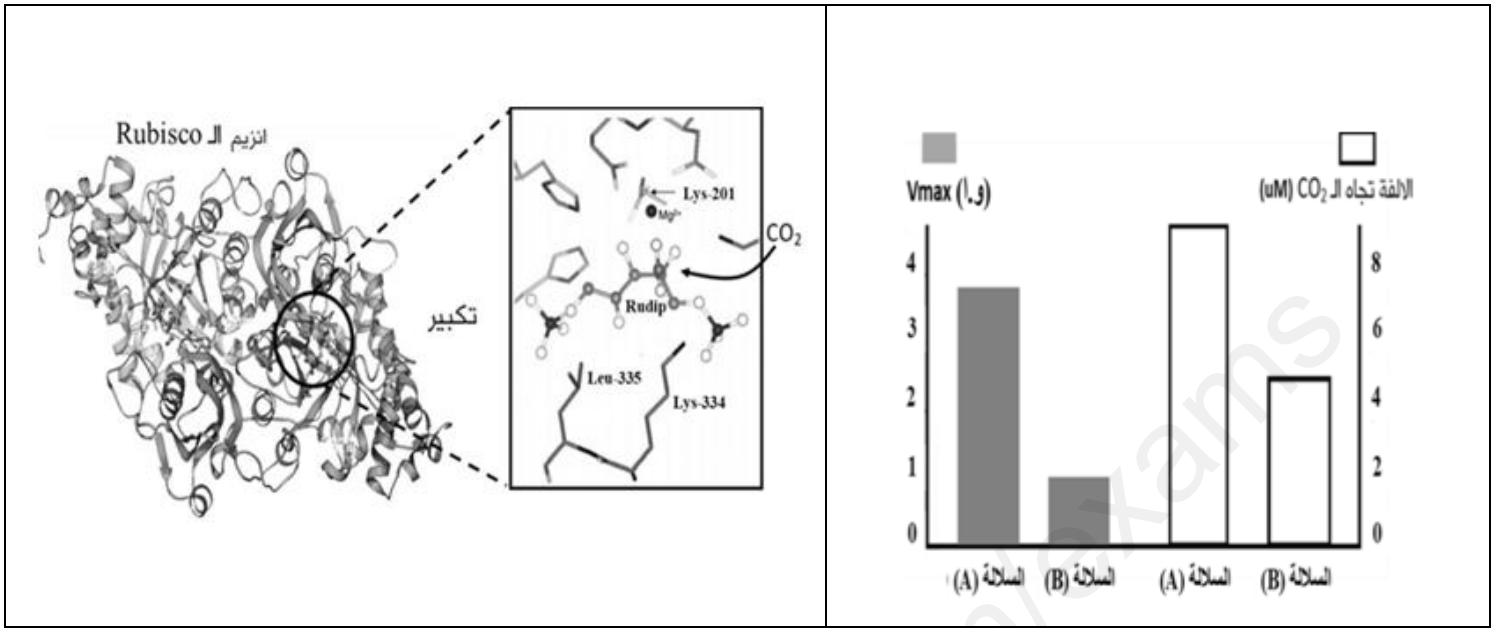 انزيم الـ Rubisco
تكبير
Lys-201
Mg²⁺
CO₂
Rudip
Leu-335
Lys-334
Vmax (و.أ)
الالفة تجاه الـ CO₂ (uM)
4
3
2
1
0
8
6
4
2
0
السلالة (A)
السلالة (B)
السلالة (A)
السلالة (B)
/exams